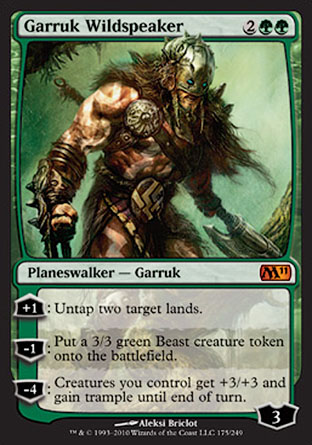 Garruk Wildspeaker 2
Planeswalker — Garruk M11
+1: Untap two target lands.
-1: Put a 3/3 green Beast creature token
onto the battlefield.
-4: Creatures you control get +3/+3 and
gain trample until end of turn.
Aleksi Briclot
™ & © 1993–2010 Wizards of the Coast LLC 175/249
3